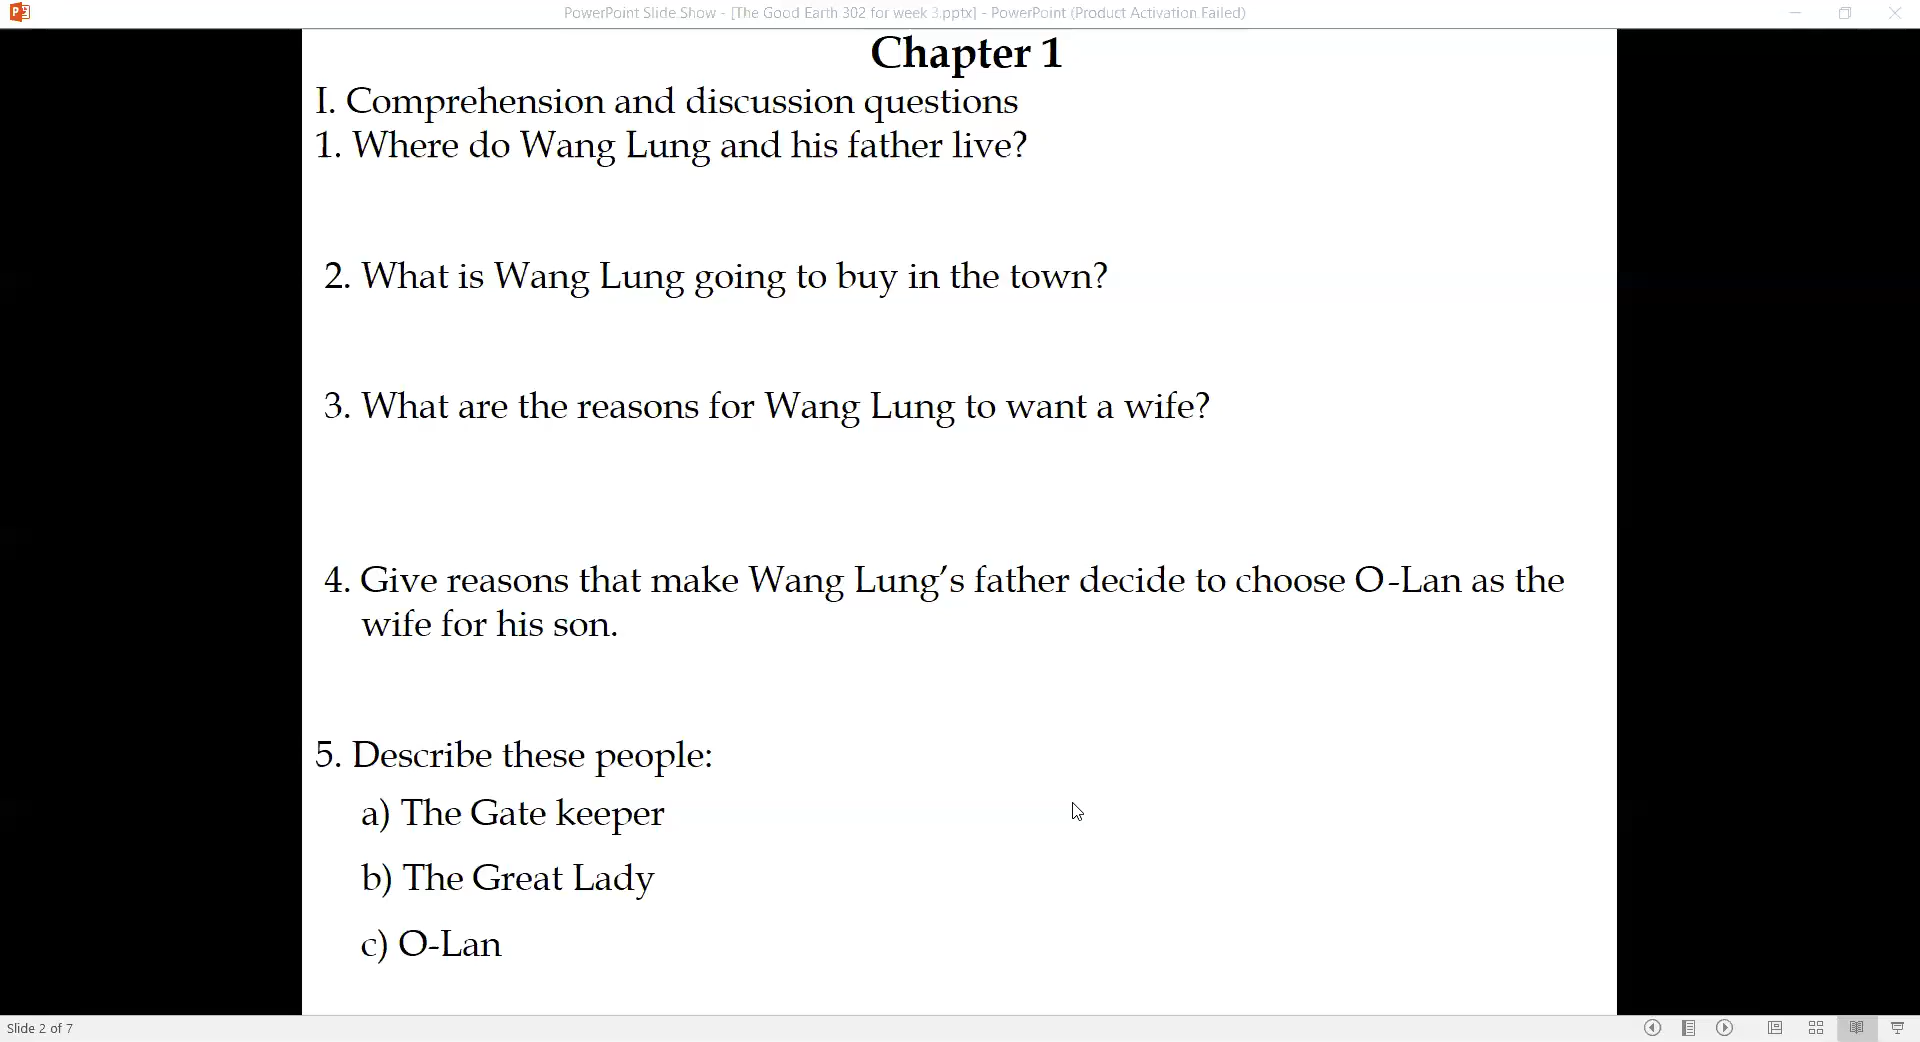 PowerPoint Slide Show - [The Good Earth 302 for week 3.pptx] - PowerPoint (Product Activation Failed)
Chapter 1
I. Comprehension and discussion questions
1. Where do Wang Lung and his father live?
2. What is Wang Lung going to buy in the town?
3. What are the reasons for Wang Lung to want a wife?
4. Give reasons that make Wang Lung’s father decide to choose O-Lan as the
wife for his son.
5. Describe these people:
a) The Gate keeper
b) The Great Lady
c) O-Lan
Slide 2 of 7